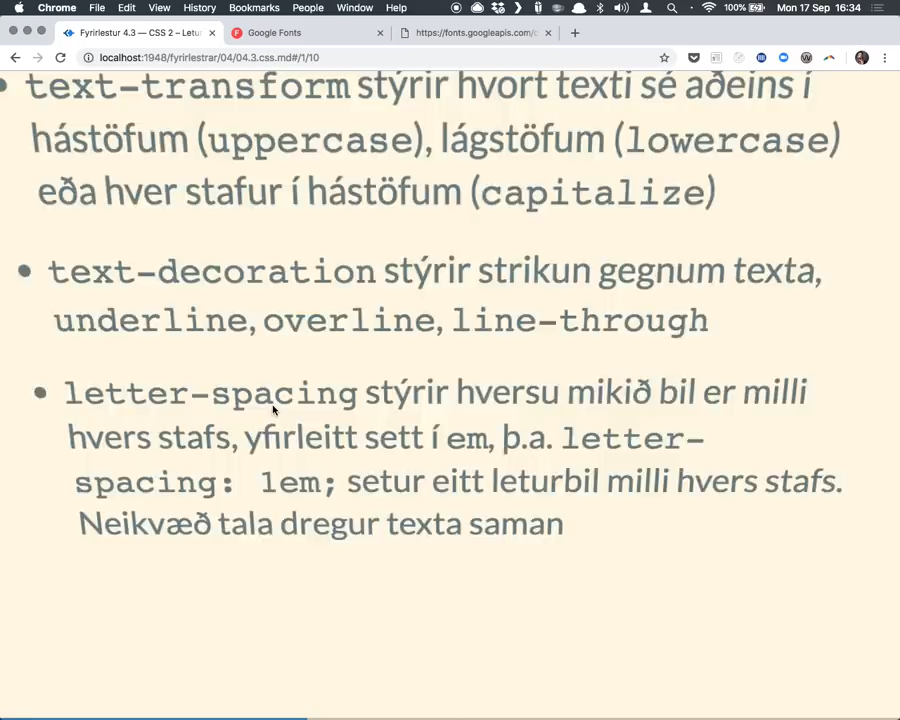 Chrome File Edit View History Bookmarks People Window Help 100% Mon 17 Sep 16:34
Fyrirlestur 4.3 — CSS 2 – Letu Google Fonts https://fonts.googleapis.com/c
localhost:1948/fyrirlestrar/04/04.3.css.md#/1/10
• text-transform stýrir hvort texti sé aðeins í
hástöfum (uppercase), lágstöfum (lowercase)
eða hver stafur í hástöfum (capitalize)
• text-decoration stýrir strikun gegnum texta,
underline, overline, line-through
• letter-spacing stýrir hversu mikið bil er milli
hvers stafs, yfirleitt sett í em, þ.a. letter-
spacing: 1em; setur eitt leturbil milli hvers stafs.
Neikvæð tala dregur texta saman